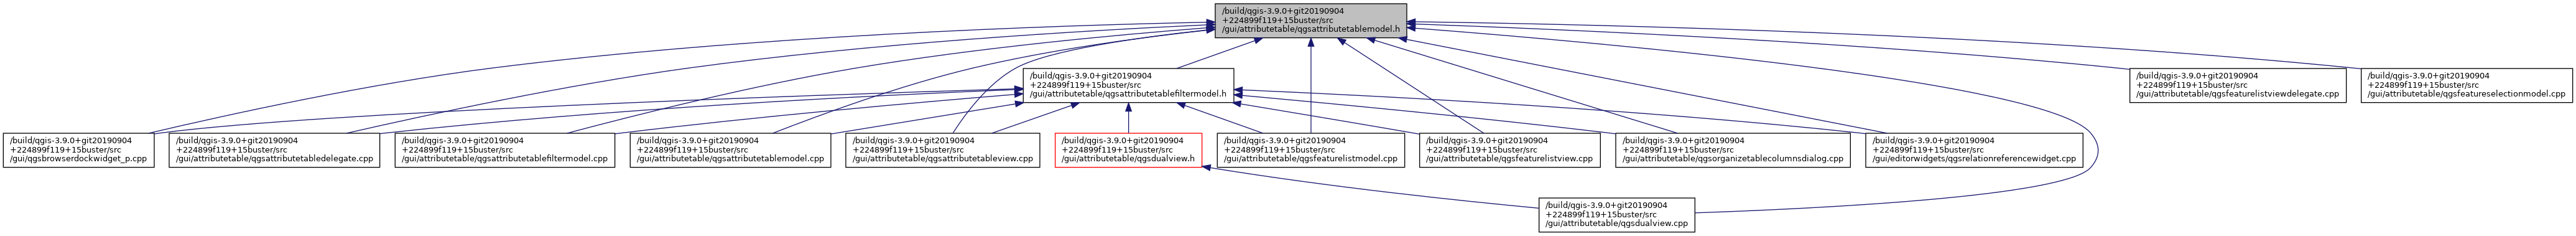 /build/qgis-3.9.0+git20190904
+224899f119+15buster/src
/gui/attributetable/qgsattributetablemodel.h
/build/qgis-3.9.0+git20190904
+224899f119+15buster/src
/gui/attributetable/qgsattributetablefiltermodel.h
/build/qgis-3.9.0+git20190904
+224899f119+15buster/src
/gui/attributetable/qgsfeaturelistviewdelegate.cpp
/build/qgis-3.9.0+git20190904
+224899f119+15buster/src
/gui/attributetable/qgsfeatureselectionmodel.cpp
/build/qgis-3.9.0+git20190904
+224899f119+15buster/src
/gui/qgsbrowserdockwidget_p.cpp
/build/qgis-3.9.0+git20190904
+224899f119+15buster/src
/gui/attributetable/qgsattributetabledelegate.cpp
/build/qgis-3.9.0+git20190904
+224899f119+15buster/src
/gui/attributetable/qgsattributetablefiltermodel.cpp
/build/qgis-3.9.0+git20190904
+224899f119+15buster/src
/gui/attributetable/qgsattributetablemodel.cpp
/build/qgis-3.9.0+git20190904
+224899f119+15buster/src
/gui/attributetable/qgsattributetableview.cpp
/build/qgis-3.9.0+git20190904
+224899f119+15buster/src
/gui/attributetable/qgsdualview.h
/build/qgis-3.9.0+git20190904
+224899f119+15buster/src
/gui/attributetable/qgsfeaturelistmodel.cpp
/build/qgis-3.9.0+git20190904
+224899f119+15buster/src
/gui/attributetable/qgsfeaturelistview.cpp
/build/qgis-3.9.0+git20190904
+224899f119+15buster/src
/gui/attributetable/qgsorganizetablecolumnsdialog.cpp
/build/qgis-3.9.0+git20190904
+224899f119+15buster/src
/gui/editorwidgets/qgsrelationreferencewidget.cpp
/build/qgis-3.9.0+git20190904
+224899f119+15buster/src
/gui/attributetable/qgsdualview.cpp